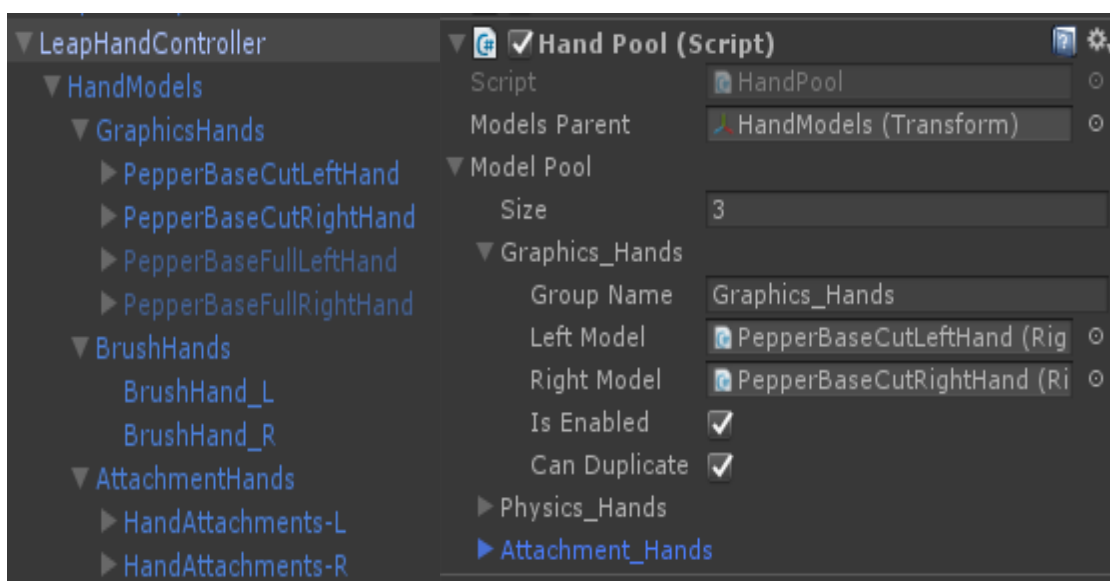 LeapHandController
HandModels
GraphicsHands
PepperBaseCutLeftHand
PepperBaseCutRightHand
PepperBaseFullLeftHand
PepperBaseFullRightHand
BrushHands
BrushHand_L
BrushHand_R
AttachmentHands
HandAttachments-L
HandAttachments-R
Hand Pool (Script)
Script HandPool
Models Parent HandModels (Transform)
Model Pool
Size 3
Graphics_Hands
Group Name Graphics_Hands
Left Model PepperBaseCutLeftHand (Rig
Right Model PepperBaseCutRightHand (Ri
Is Enabled
Can Duplicate
Physics_Hands
Attachment_Hands